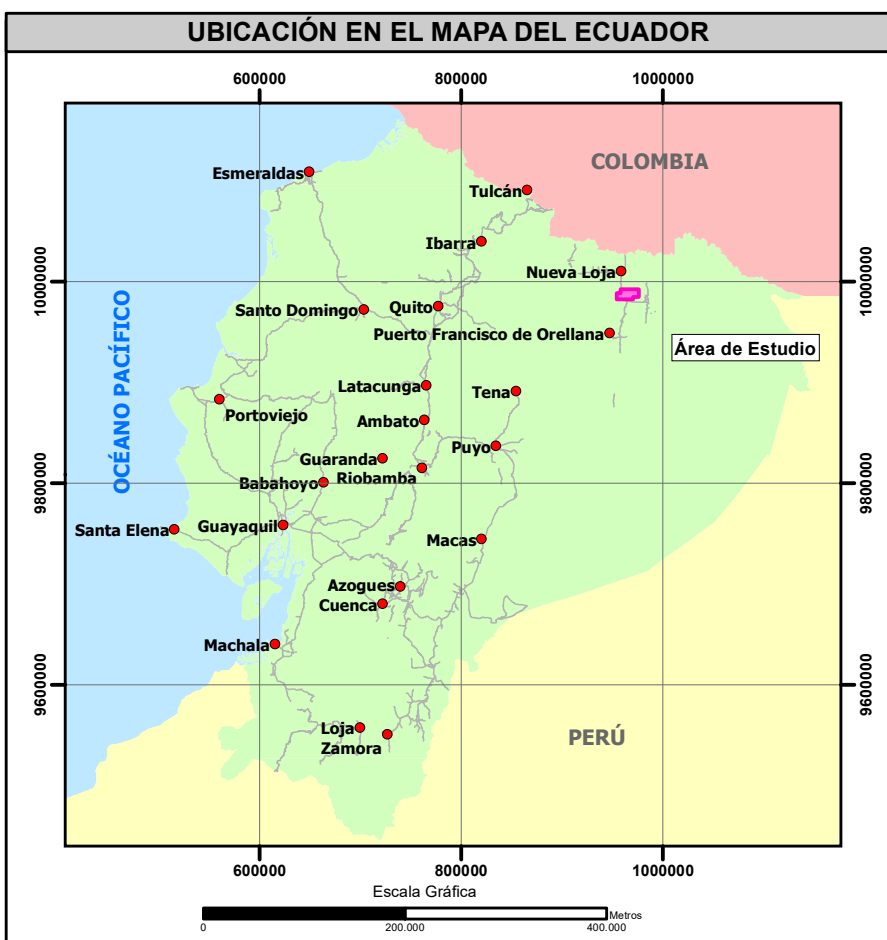 UBICACIÓN EN EL MAPA DEL ECUADOR
600000
800000
1000000
COLOMBIA
Esmeraldas
Tulcán
Ibarra
Nueva Loja
10000000
10000000
Santo Domingo
Quito
Puerto Francisco de Orellana
Área de Estudio
OCÉANO PACÍFICO
Latacunga
Tena
Portoviejo
Ambato
Puyo
Guaranda
Riobamba
Babahoyo
9800000
9800000
Santa Elena
Guayaquil
Macas
Azogues
Cuenca
Machala
9600000
9600000
Loja
Zamora
PERÚ
600000
800000
1000000
Escala Gráfica
Metros
0
200.000
400.000